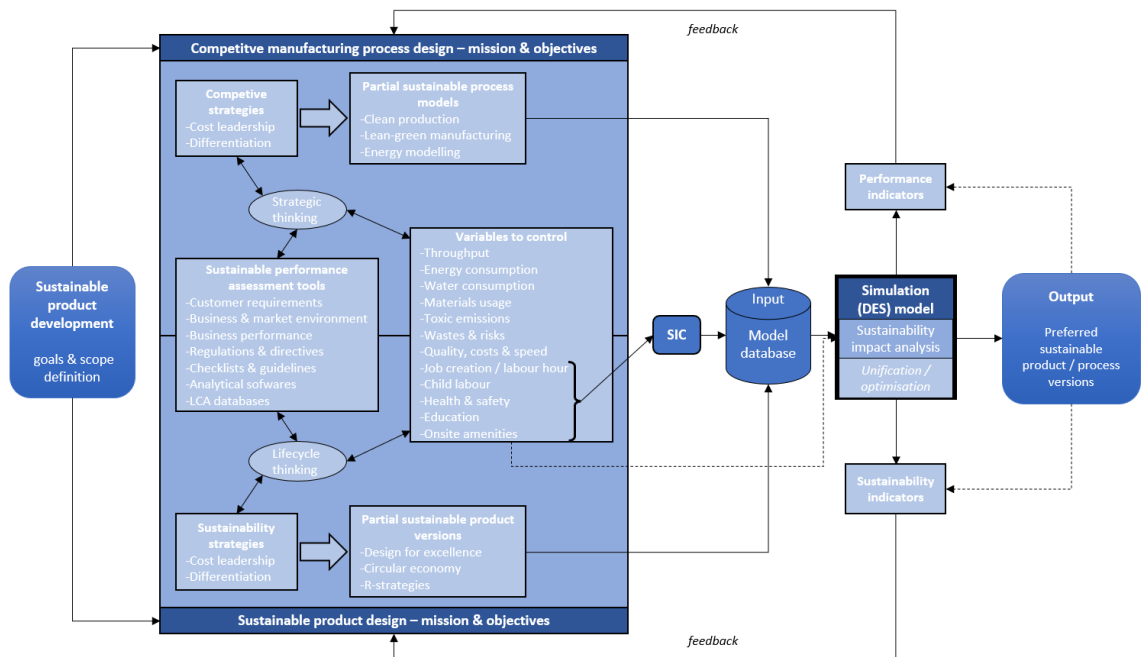 feedback
Competitve manufacturing process design – mission & objectives
Competive
strategies
-Cost leadership
-Differentiation
Partial sustainable process
models
-Clean production
-Lean-green manufacturing
-Energy modelling
Strategic
thinking
Sustainable
product
development
goals & scope
definition
Sustainable performance
assessment tools
-Customer requirements
-Business & market environment
-Business performance
-Regulations & directives
-Checklists & guidelines
-Analytical sofwares
-LCA databases
Variables to control
-Throughput
-Energy consumption
-Water consumption
-Materials usage
-Toxic emissions
-Wastes & risks
-Quality, costs & speed
-Job creation / labour hour
-Child labour
-Health & safety
-Education
-Onsite amenities
Lifecycle
thinking
Sustainability
strategies
-Cost leadership
-Differentiation
Partial sustainable product
versions
-Design for excellence
-Circular economy
-R-strategies
Sustainable product design – mission & objectives
SIC
Input
Model
database
Performance
indicators
Simulation
(DES) model
Sustainability
impact analysis
Unification /
optimisation
Sustainability
indicators
Output
Preferred
sustainable
product / process
versions
feedback